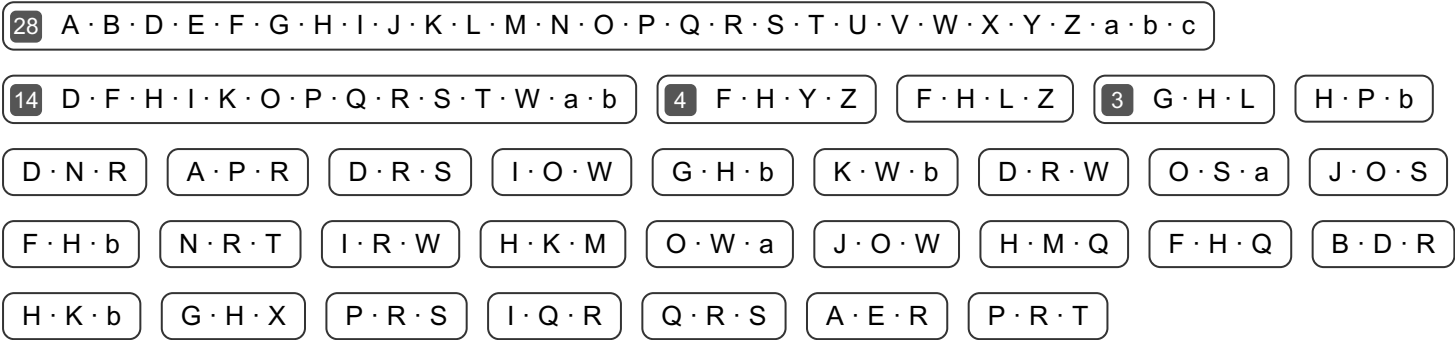 28 A · B · D · E · F · G · H · I · J · K · L · M · N · O · P · Q · R · S · T · U · V · W · X · Y · Z · a · b · c
14 D · F · H · I · K · O · P · Q · R · S · T · W · a · b 4 F · H · Y · Z F · H · L · Z 3 G · H · L H · P · b
D · N · R A · P · R D · R · S I · O · W G · H · b K · W · b D · R · W O · S · a J · O · S
F · H · b N · R · T I · R · W H · K · M O · W · a J · O · W H · M · Q F · H · Q B · D · R
H · K · b G · H · X P · R · S I · Q · R Q · R · S A · E · R P · R · T